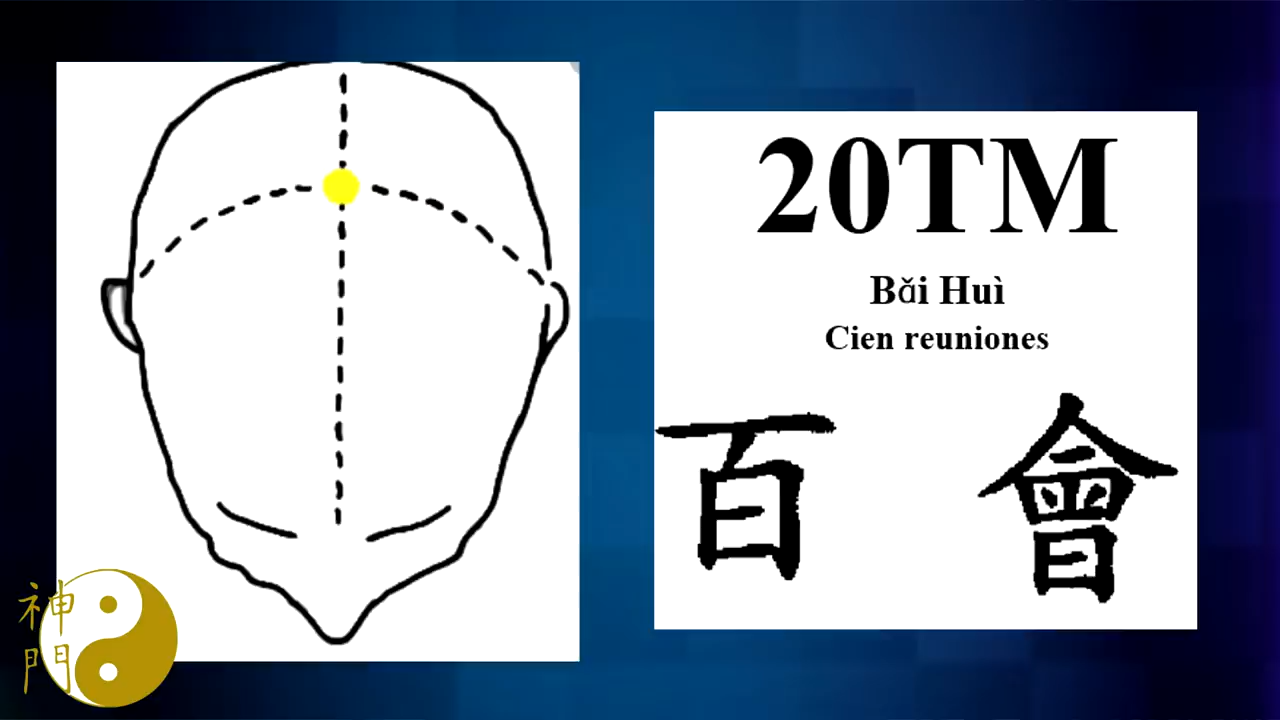 20TM
Bǎi Huì
Cien reuniones
百 會
神
門